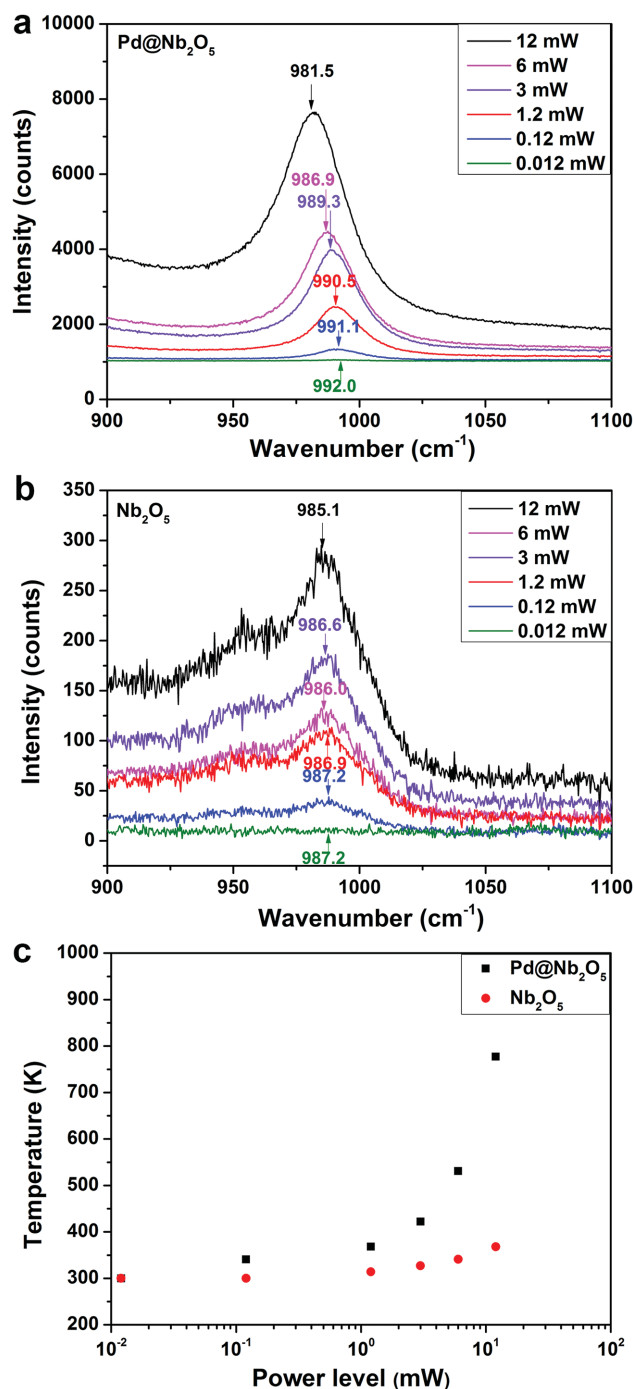 a
Pd@Nb₂O₅
12 mW
6 mW
3 mW
1.2 mW
0.12 mW
0.012 mW
981.5
986.9
989.3
990.5
991.1
992.0
10000
8000
6000
4000
2000
0
Intensity (counts)
900 950 1000 1050 1100
Wavenumber (cm⁻¹)
b
Nb₂O₅
12 mW
6 mW
3 mW
1.2 mW
0.12 mW
0.012 mW
985.1
986.6
986.0
986.9
987.2
987.2
350
300
250
200
150
100
50
0
Intensity (counts)
900 950 1000 1050 1100
Wavenumber (cm⁻¹)
c
Pd@Nb₂O₅
Nb₂O₅
1000
900
800
700
600
500
400
300
200
Temperature (K)
10⁻² 10⁻¹ 10⁰ 10¹ 10²
Power level (mW)